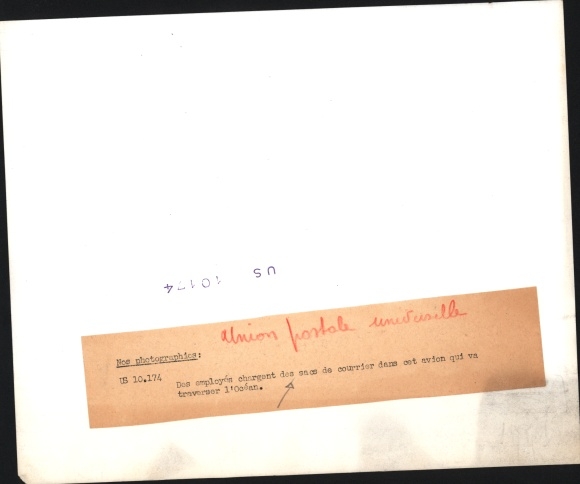 US 10174
Union postale universelle
Nos photographies:
US 10.174 Des employés chargent des sacs de courrier dans cet avion qui va
traverser l'Océan.